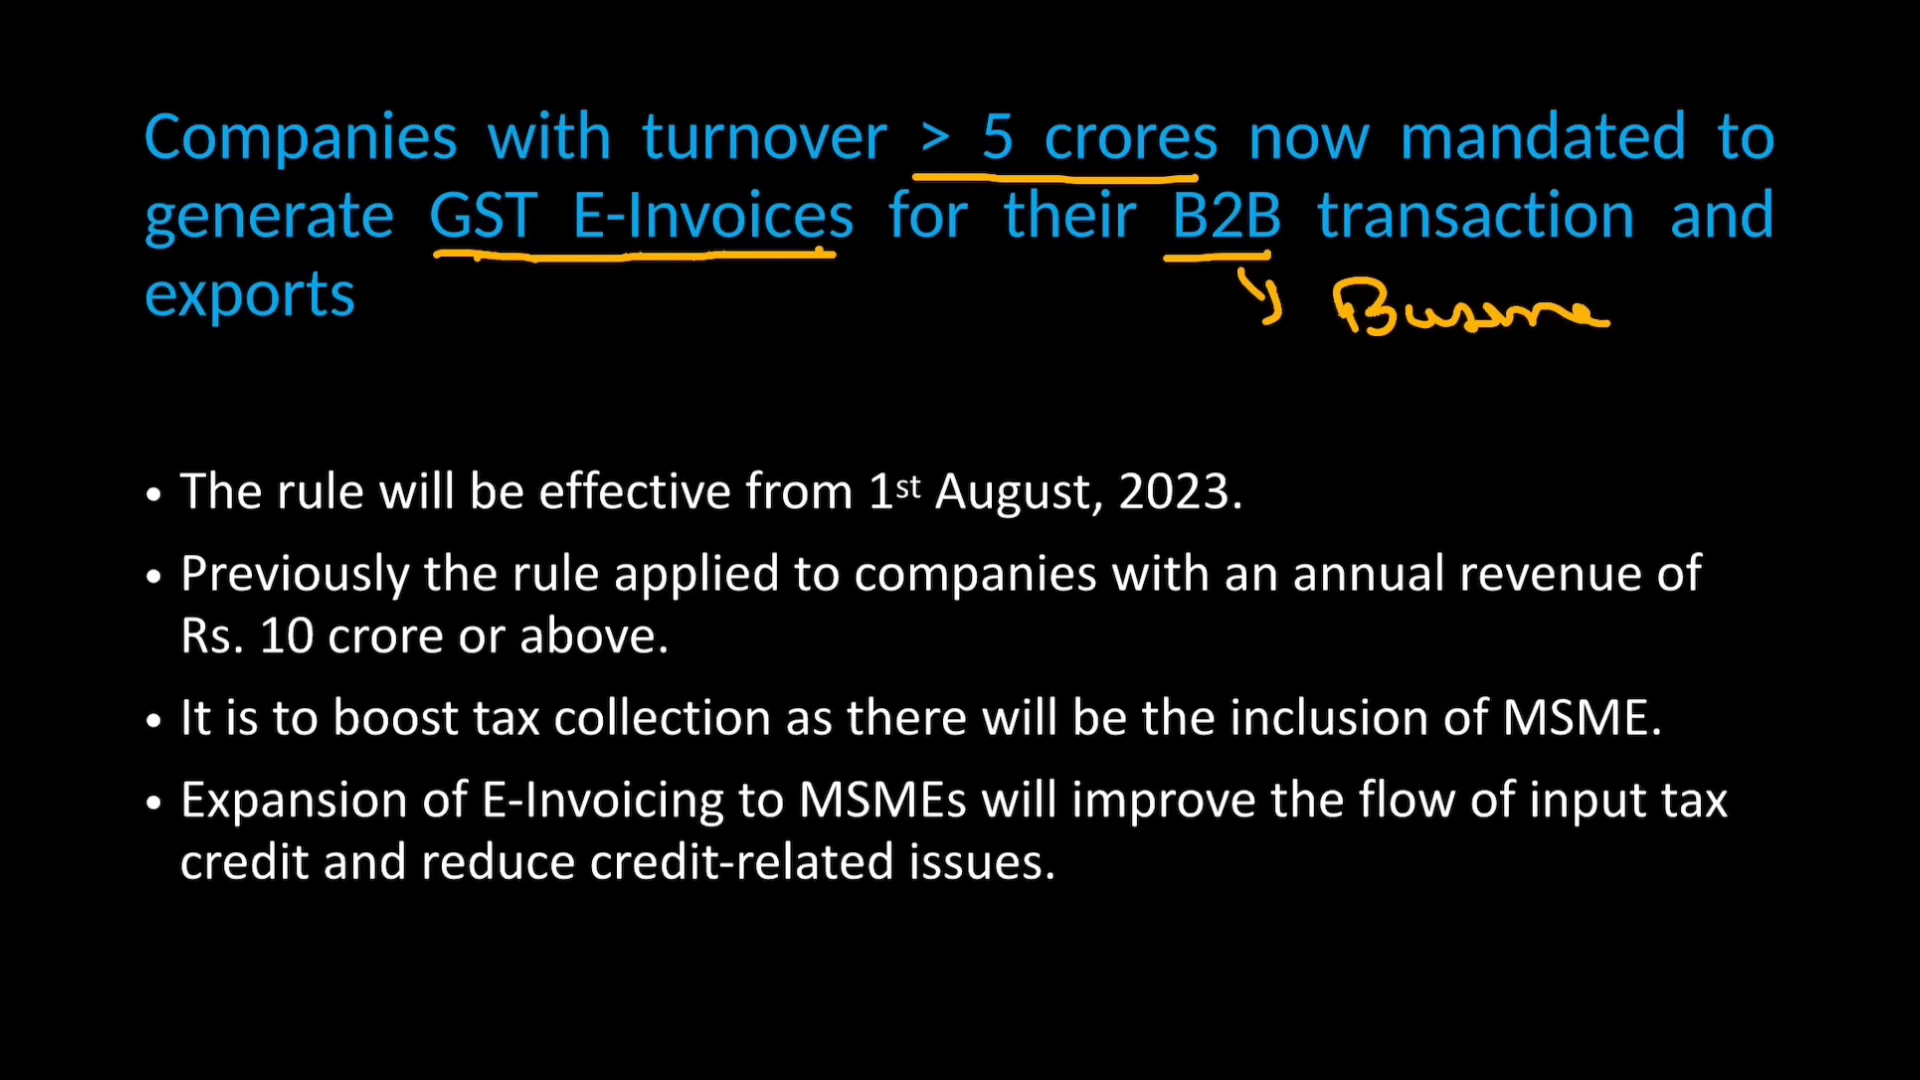 Companies with turnover > 5 crores now mandated to
generate GST E-Invoices for their B2B transaction and
exports
Busine
• The rule will be effective from 1st August, 2023.
• Previously the rule applied to companies with an annual revenue of
Rs. 10 crore or above.
• It is to boost tax collection as there will be the inclusion of MSME.
• Expansion of E-Invoicing to MSMEs will improve the flow of input tax
credit and reduce credit-related issues.